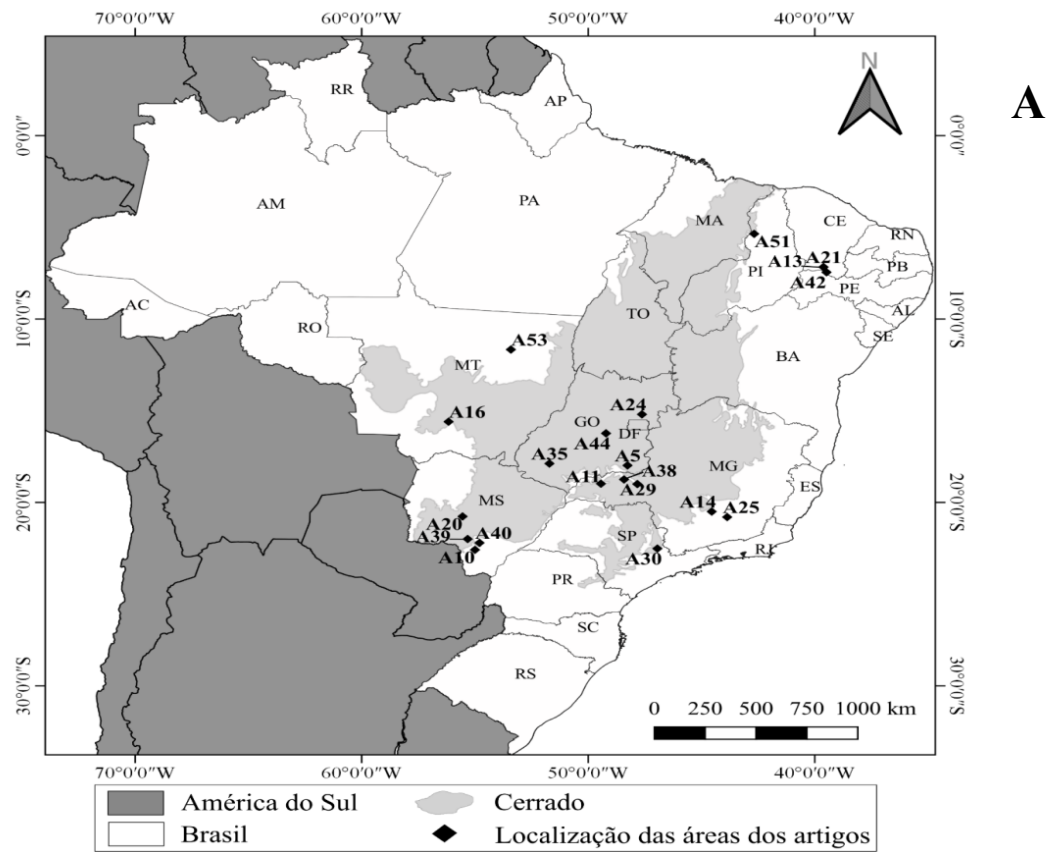 70°0'0"W 60°0'0"W 50°0'0"W 40°0'0"W
N
A
RR
AP
0°0'0" 0°0'0"
AM
PA
MA
CE
A51
RN
A13 A21
PI
PB
A42
PE
AC
TO
AL
10°0'0"S 10°0'0"S
RO
SE
A53
BA
MT
A24
A16
GO
DF
A44
A35
A5
A38
MG
A11
A29
ES
MS
A14 A25
20°0'0"S 20°0'0"S
A20
A39 A40
SP
RJ
A10
A30
PR
SC
RS
30°0'0"S 30°0'0"S
0 250 500 750 1000 km
70°0'0"W 60°0'0"W 50°0'0"W 40°0'0"W
América do Sul Cerrado
Brasil Localização das áreas dos artigos